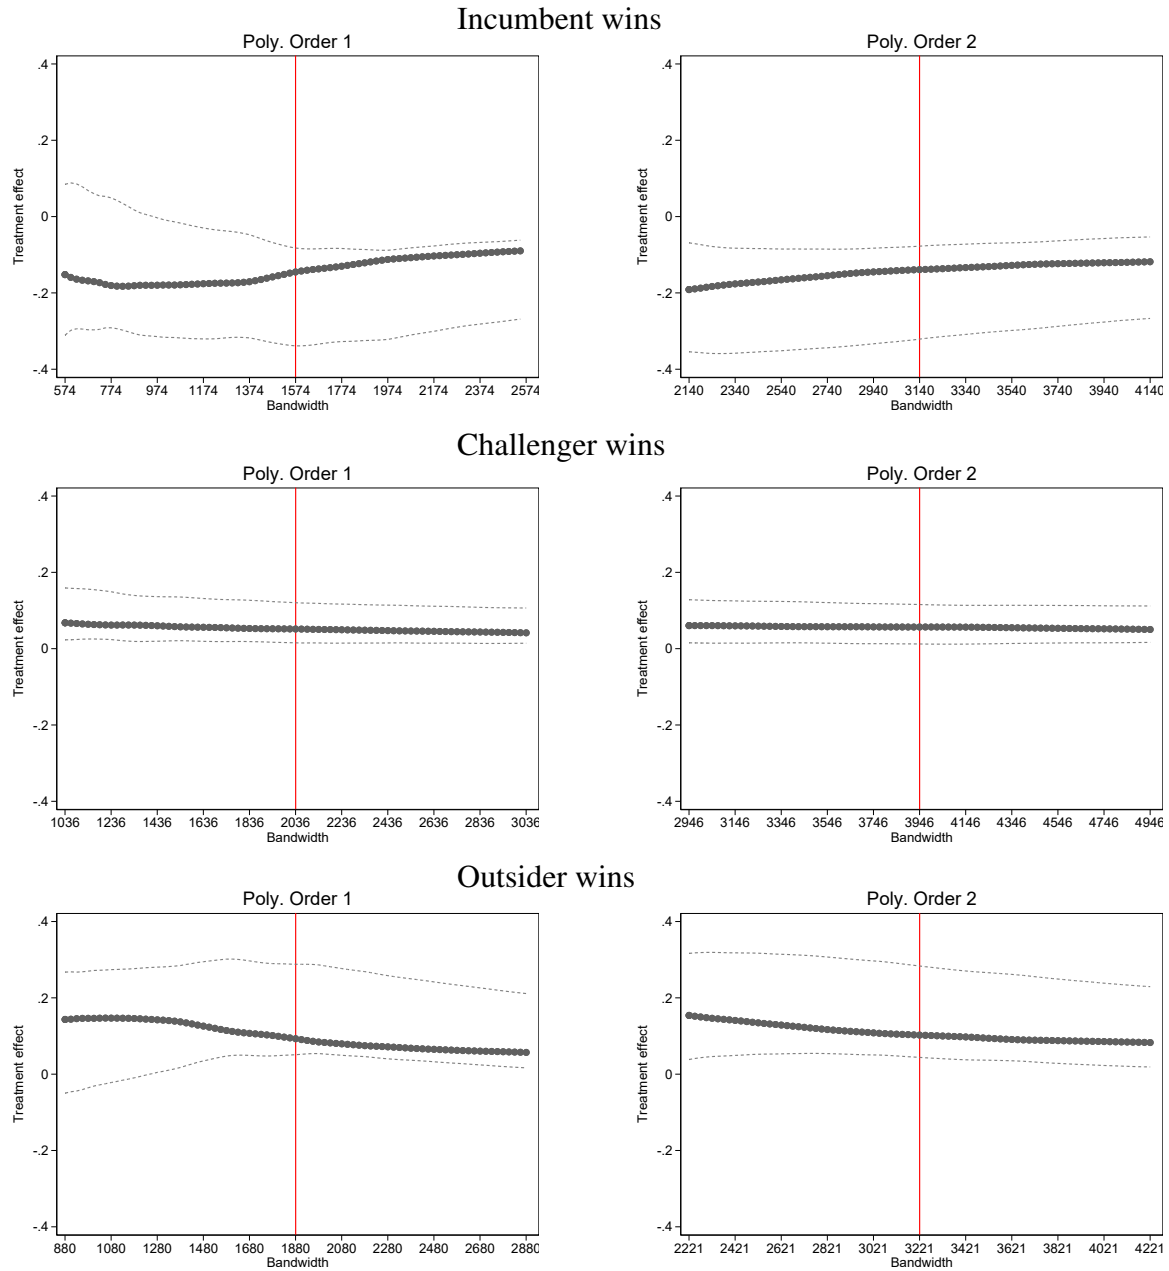 Incumbent wins
Poly. Order 1
Poly. Order 2
.4
.2
0
-.2
-.4
Treatment effect
574 774 974 1174 1374 1574 1774 1974 2174 2374 2574
Bandwidth
.4
.2
0
-.2
-.4
Treatment effect
2140 2340 2540 2740 2940 3140 3340 3540 3740 3940 4140
Bandwidth
Challenger wins
Poly. Order 1
Poly. Order 2
.4
.2
0
-.2
-.4
Treatment effect
1036 1236 1436 1636 1836 2036 2236 2436 2636 2836 3036
Bandwidth
.4
.2
0
-.2
-.4
Treatment effect
2946 3146 3346 3546 3746 3946 4146 4346 4546 4746 4946
Bandwidth
Outsider wins
Poly. Order 1
Poly. Order 2
.4
.2
0
-.2
-.4
Treatment effect
880 1080 1280 1480 1680 1880 2080 2280 2480 2680 2880
Bandwidth
.4
.2
0
-.2
-.4
Treatment effect
2221 2421 2621 2821 3021 3221 3421 3621 3821 4021 4221
Bandwidth